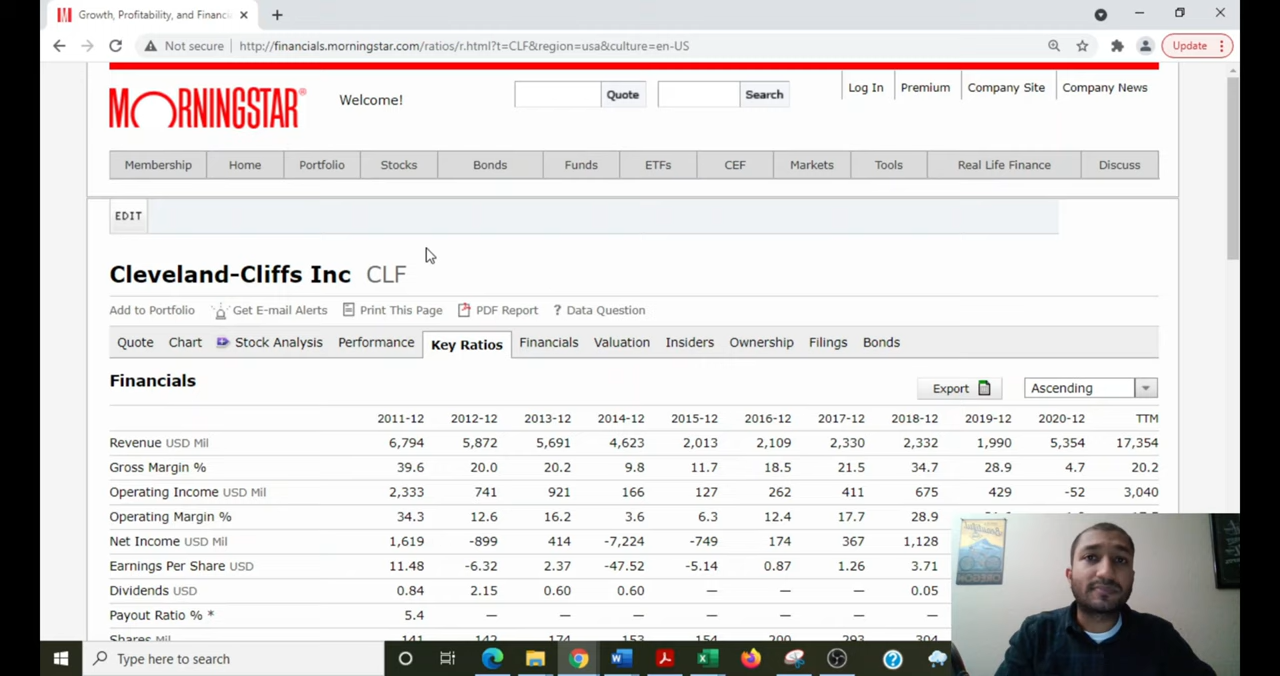 Growth, Profitability, and Financi
Update
Not secure http://financials.morningstar.com/ratios/r.html?t=CLF&region=usa&culture=en-US
MORNINGSTAR® Welcome! Quote Search Log In Premium Company Site Company News
Membership Home Portfolio Stocks Bonds Funds ETFs CEF Markets Tools Real Life Finance Discuss
EDIT
Cleveland-Cliffs Inc CLF
Add to Portfolio Get E-mail Alerts Print This Page PDF Report ? Data Question
Quote Chart Stock Analysis Performance Key Ratios Financials Valuation Insiders Ownership Filings Bonds
Financials Export Ascending
2011-12 2012-12 2013-12 2014-12 2015-12 2016-12 2017-12 2018-12 2019-12 2020-12 TTM
Revenue USD Mil 6,794 5,872 5,691 4,623 2,013 2,109 2,330 2,332 1,990 5,354 17,354
Gross Margin % 39.6 20.0 20.2 9.8 11.7 18.5 21.5 34.7 28.9 4.7 20.2
Operating Income USD Mil 2,333 741 921 166 127 262 411 675 429 -52 3,040
Operating Margin % 34.3 12.6 16.2 3.6 6.3 12.4 17.7 28.9
Net Income USD Mil 1,619 -899 414 -7,224 -749 174 367 1,128
Earnings Per Share USD 11.48 -6.32 2.37 -47.52 -5.14 0.87 1.26 3.71
Dividends USD 0.84 2.15 0.60 0.60 — — — 0.05
Payout Ratio % * 5.4 — — — — — — —
Shares Mil 141 142 174 153 154 200 293 304
OREGON
Type here to search